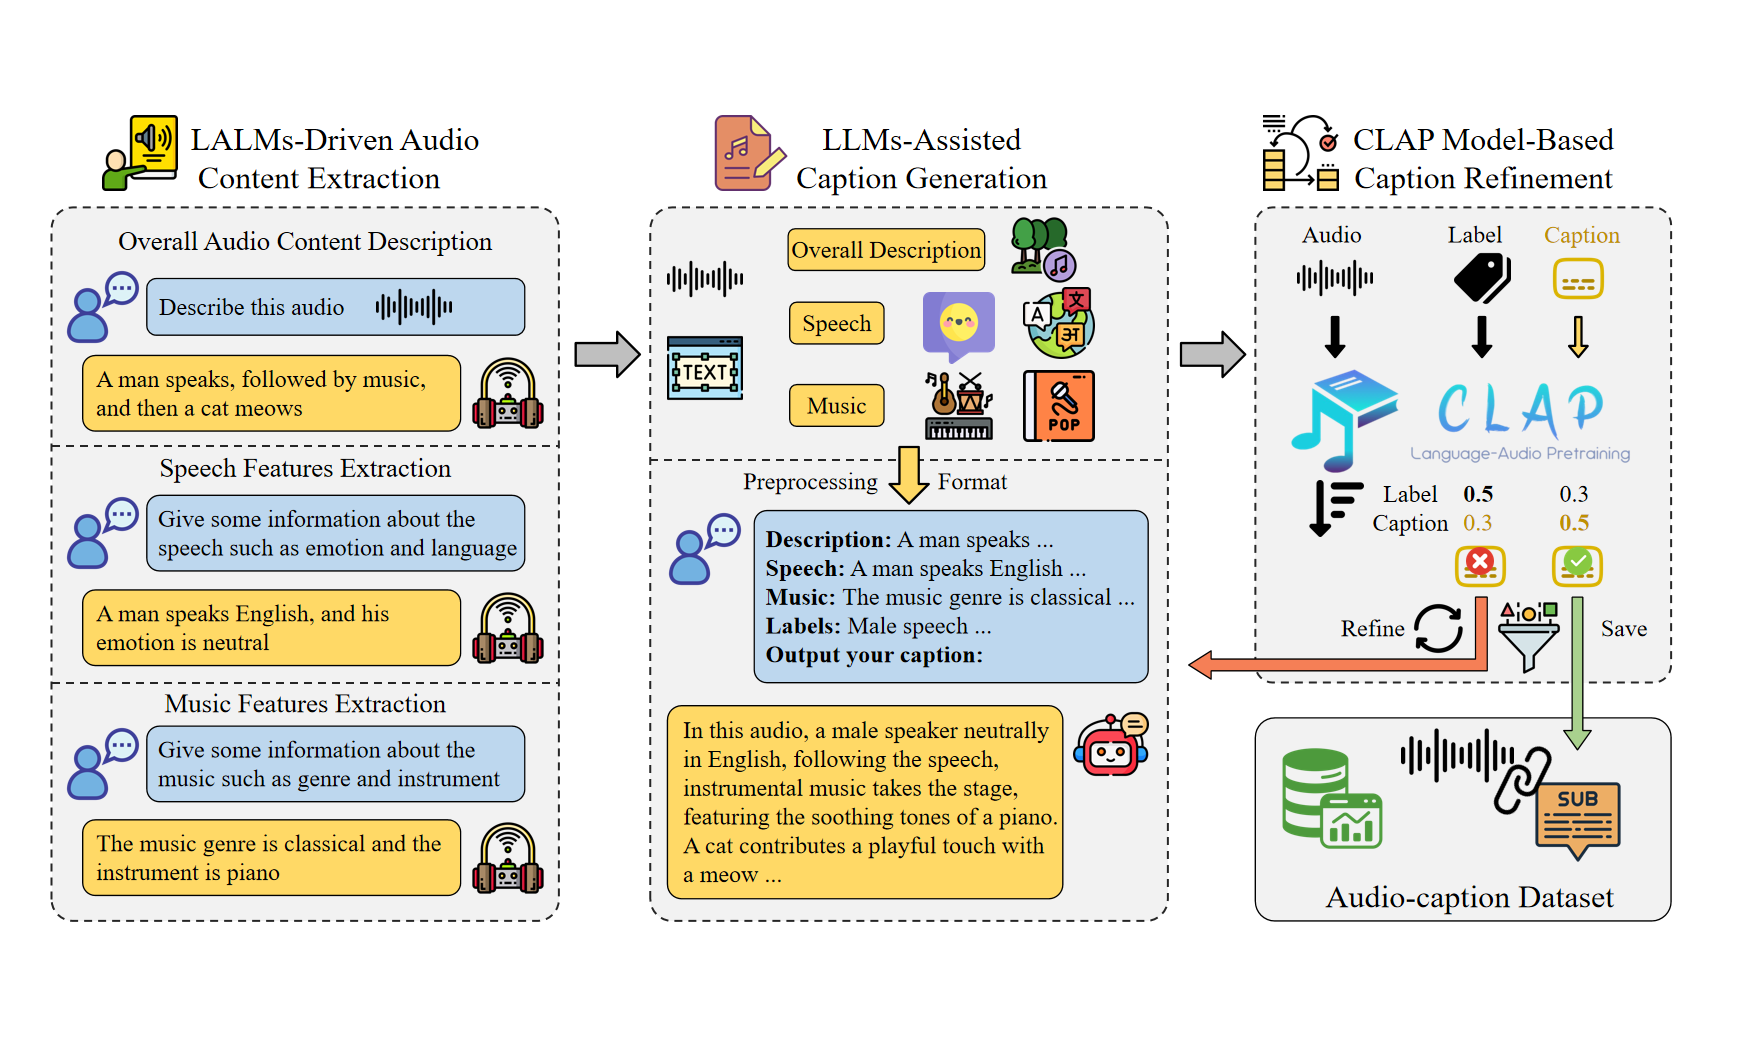 LALMs-Driven Audio
Content Extraction
Overall Audio Content Description
Describe this audio
A man speaks, followed by music,
and then a cat meows
Speech Features Extraction
Give some information about the
speech such as emotion and language
A man speaks English, and his
emotion is neutral
Music Features Extraction
Give some information about the
music such as genre and instrument
The music genre is classical and the
instrument is piano
LLMs-Assisted
Caption Generation
TEXT
Overall Description
Speech
A 文 अ
Music
POP
Preprocessing Format
Description: A man speaks ...
Speech: A man speaks English ...
Music: The music genre is classical ...
Labels: Male speech ...
Output your caption:
In this audio, a male speaker neutrally
in English, following the speech,
instrumental music takes the stage,
featuring the soothing tones of a piano.
A cat contributes a playful touch with
a meow ...
CLAP Model-Based
Caption Refinement
Audio Label Caption
CLAP
Language-Audio Pretraining
Label 0.5 0.3
Caption 0.3 0.5
Refine Save
SUB
Audio-caption Dataset